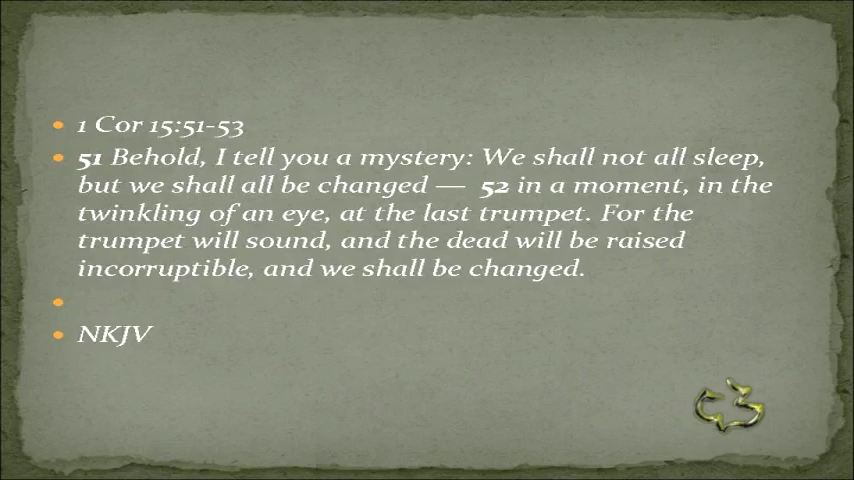 1 Cor 15:51-53
51 Behold, I tell you a mystery: We shall not all sleep,
but we shall all be changed — 52 in a moment, in the
twinkling of an eye, at the last trumpet. For the
trumpet will sound, and the dead will be raised
incorruptible, and we shall be changed.
NKJV